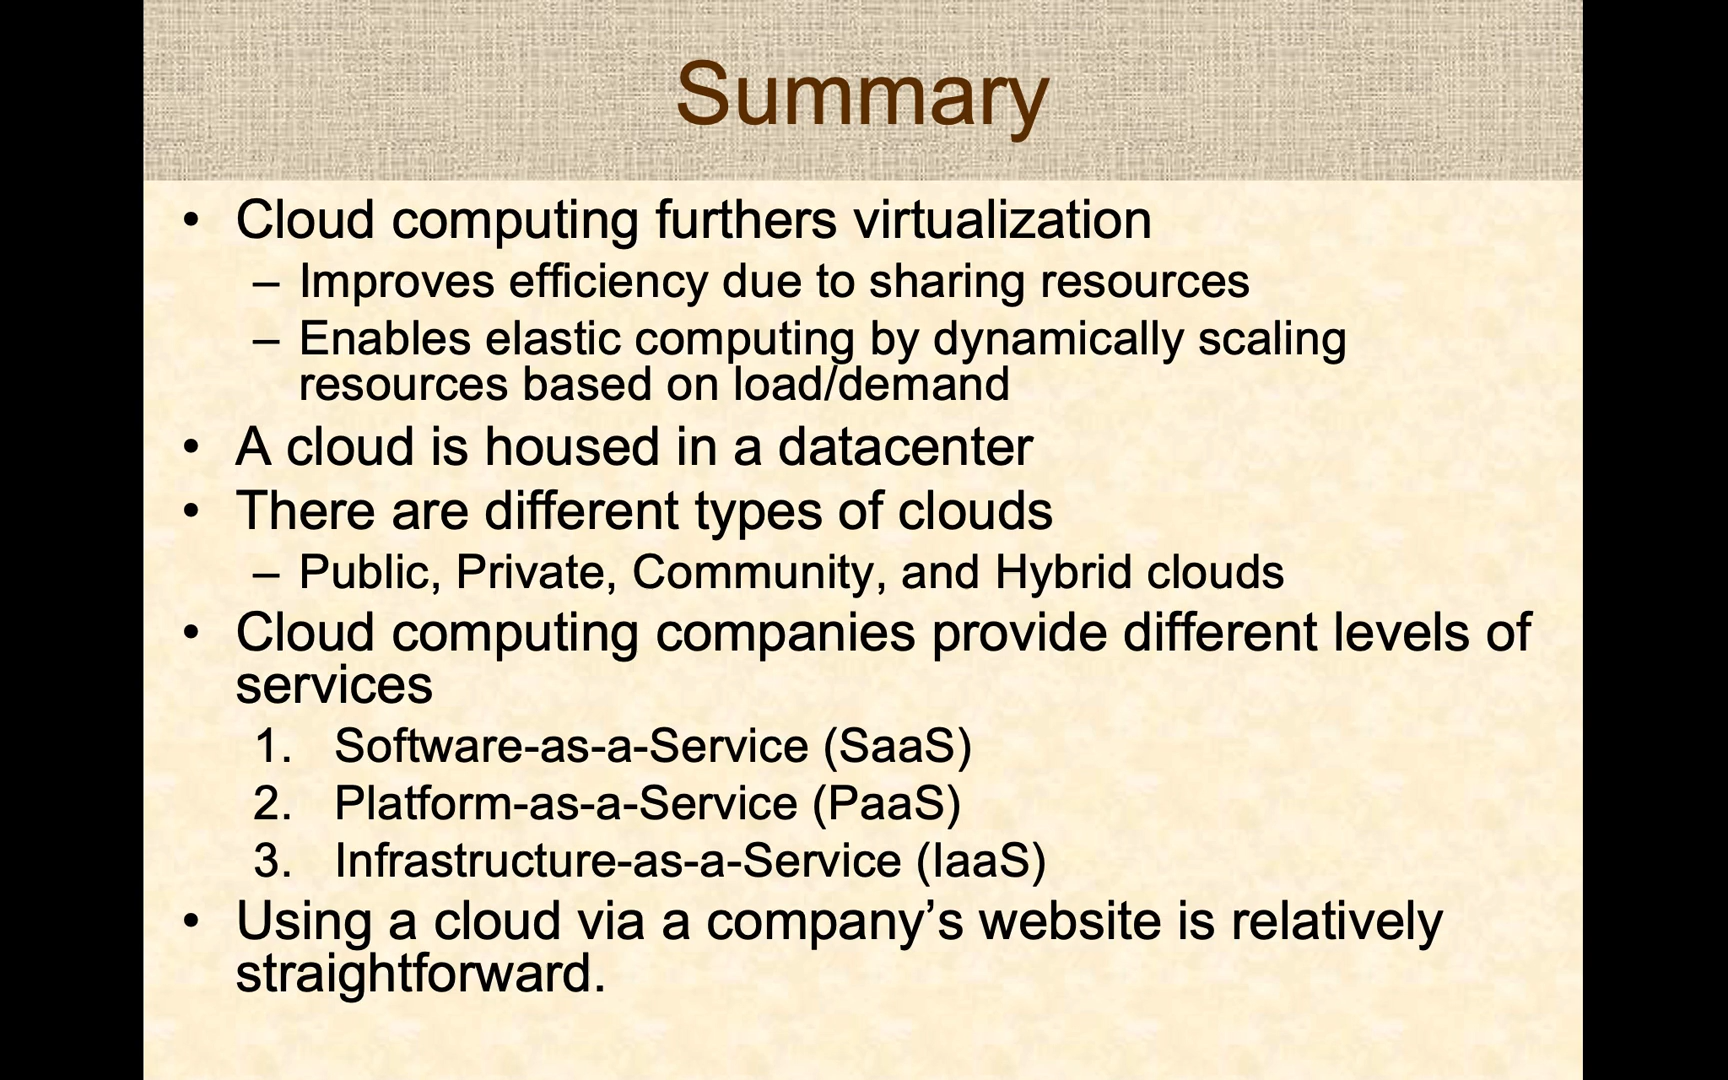 Summary
• Cloud computing furthers virtualization
– Improves efficiency due to sharing resources
– Enables elastic computing by dynamically scaling
resources based on load/demand
• A cloud is housed in a datacenter
• There are different types of clouds
– Public, Private, Community, and Hybrid clouds
• Cloud computing companies provide different levels of
services
1. Software-as-a-Service (SaaS)
2. Platform-as-a-Service (PaaS)
3. Infrastructure-as-a-Service (IaaS)
• Using a cloud via a company’s website is relatively
straightforward.